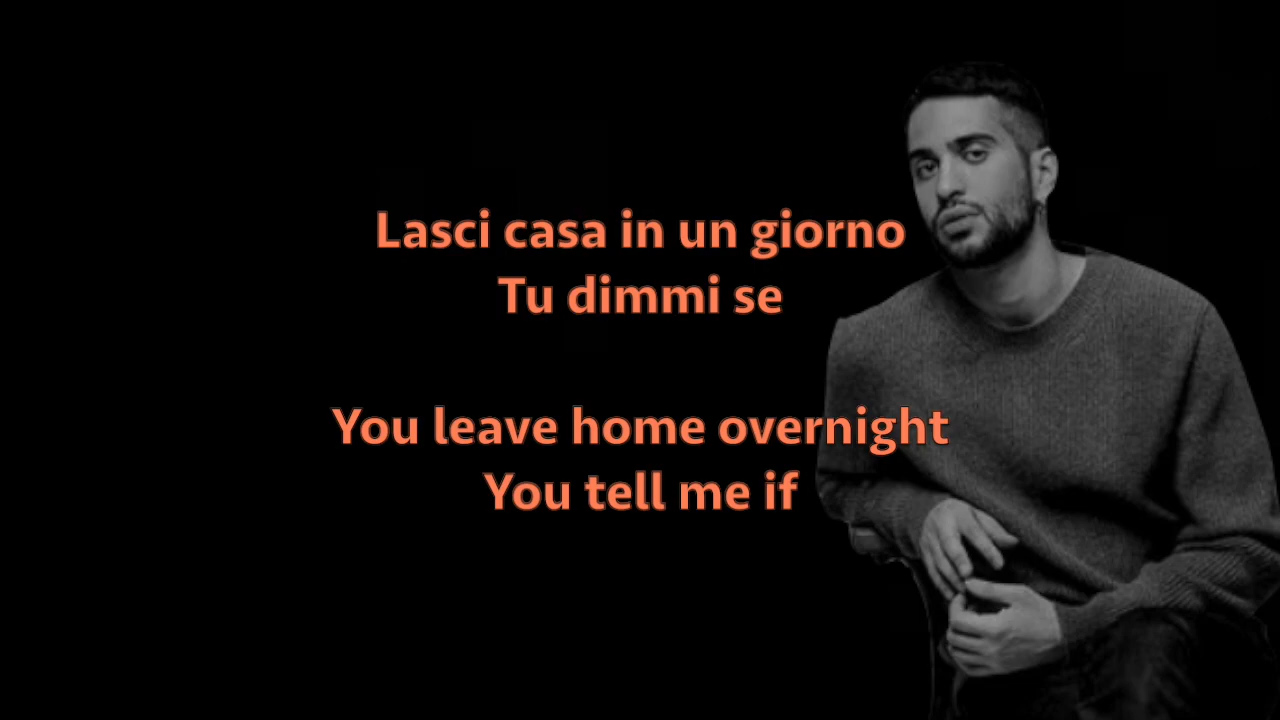 Lasci casa in un giorno
Tu dimmi se
You leave home overnight
You tell me if